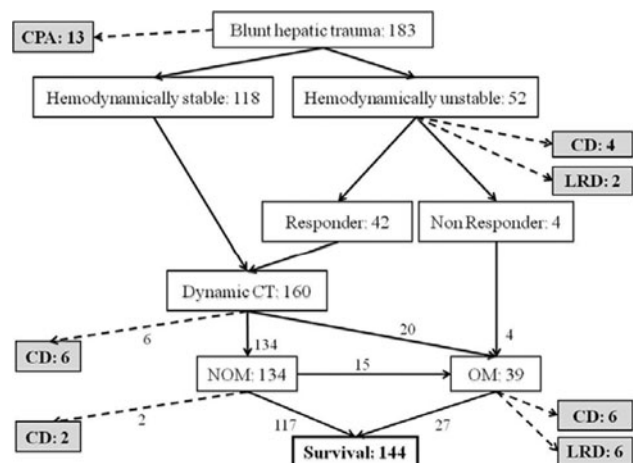 Blunt hepatic trauma: 183
CPA: 13
Hemodynamically stable: 118
Hemodynamically unstable: 52
CD: 4
LRD: 2
Responder: 42
Non Responder: 4
Dynamic CT: 160
6
134
20
4
CD: 6
NOM: 134
15
OM: 39
CD: 2
2
117
27
CD: 6
LRD: 6
Survival: 144